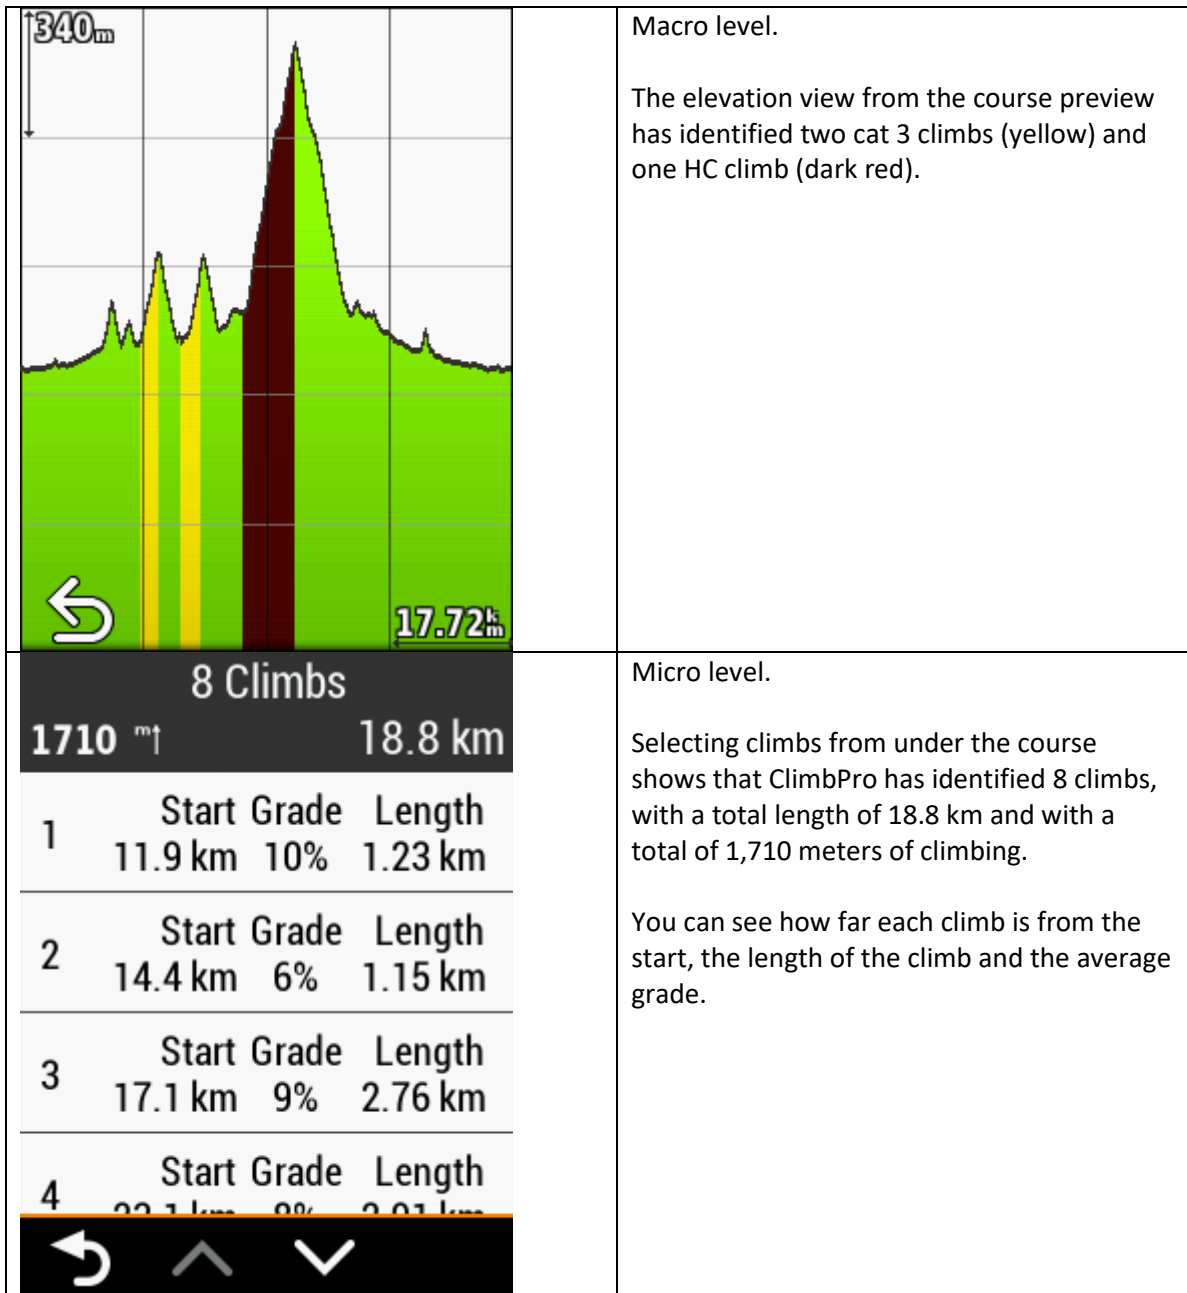 340m
17.72km
Macro level.
The elevation view from the course preview
has identified two cat 3 climbs (yellow) and
one HC climb (dark red).
8 Climbs
1710 m↑ 18.8 km
Start Grade Length
1 11.9 km 10% 1.23 km
Start Grade Length
2 14.4 km 6% 1.15 km
Start Grade Length
3 17.1 km 9% 2.76 km
Start Grade Length
4
Micro level.
Selecting climbs from under the course
shows that ClimbPro has identified 8 climbs,
with a total length of 18.8 km and with a
total of 1,710 meters of climbing.
You can see how far each climb is from the
start, the length of the climb and the average
grade.